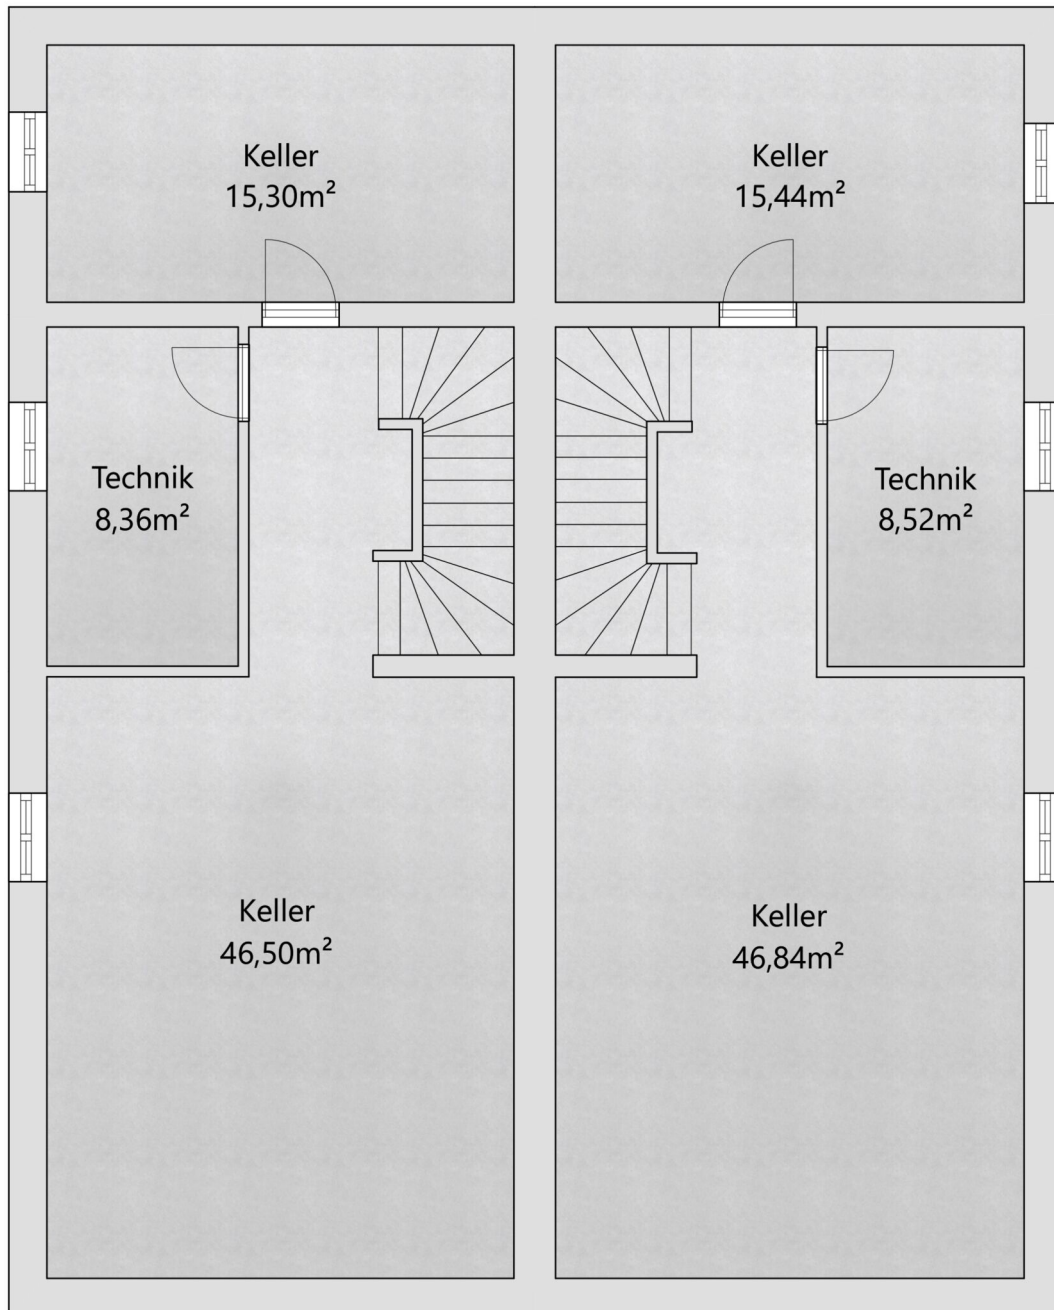 Keller
15,30m²
Keller
15,44m²
Technik
8,36m²
Technik
8,52m²
Keller
46,50m²
Keller
46,84m²